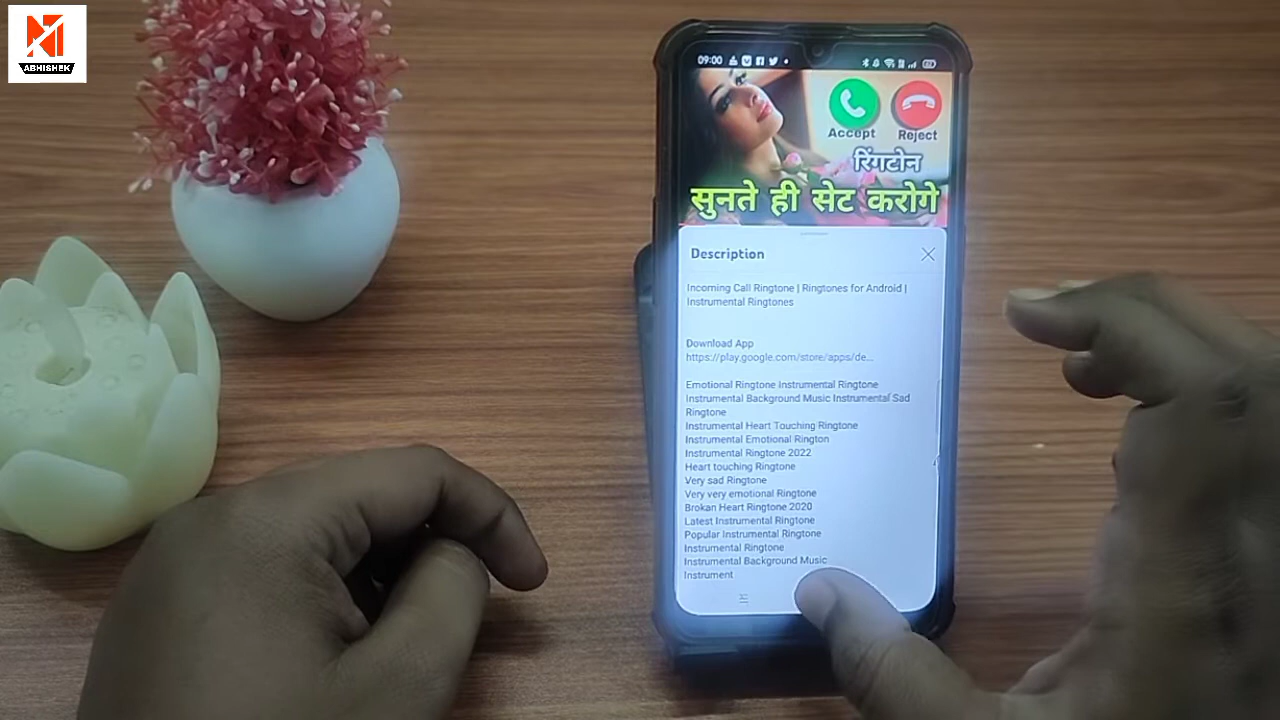 ABHISHEK
09:00
Accept Reject
रिंगटोन
सुनते ही सेट करोगे
Description
Incoming Call Ringtone | Ringtones for Android |
Instrumental Ringtones
Download App
https://play.google.com/store/apps/de...
Emotional Ringtone Instrumental Ringtone
Instrumental Background Music Instrumental Sad
Ringtone
Instrumental Heart Touching Ringtone
Instrumental Emotional Rington
Instrumental Ringtone 2022
Heart touching Ringtone
Very sad Ringtone
Very very emotional Ringtone
Brokan Heart Ringtone 2020
Latest Instrumental Ringtone
Popular Instrumental Ringtone
Instrumental Ringtone
Instrumental Background Music
Instrument